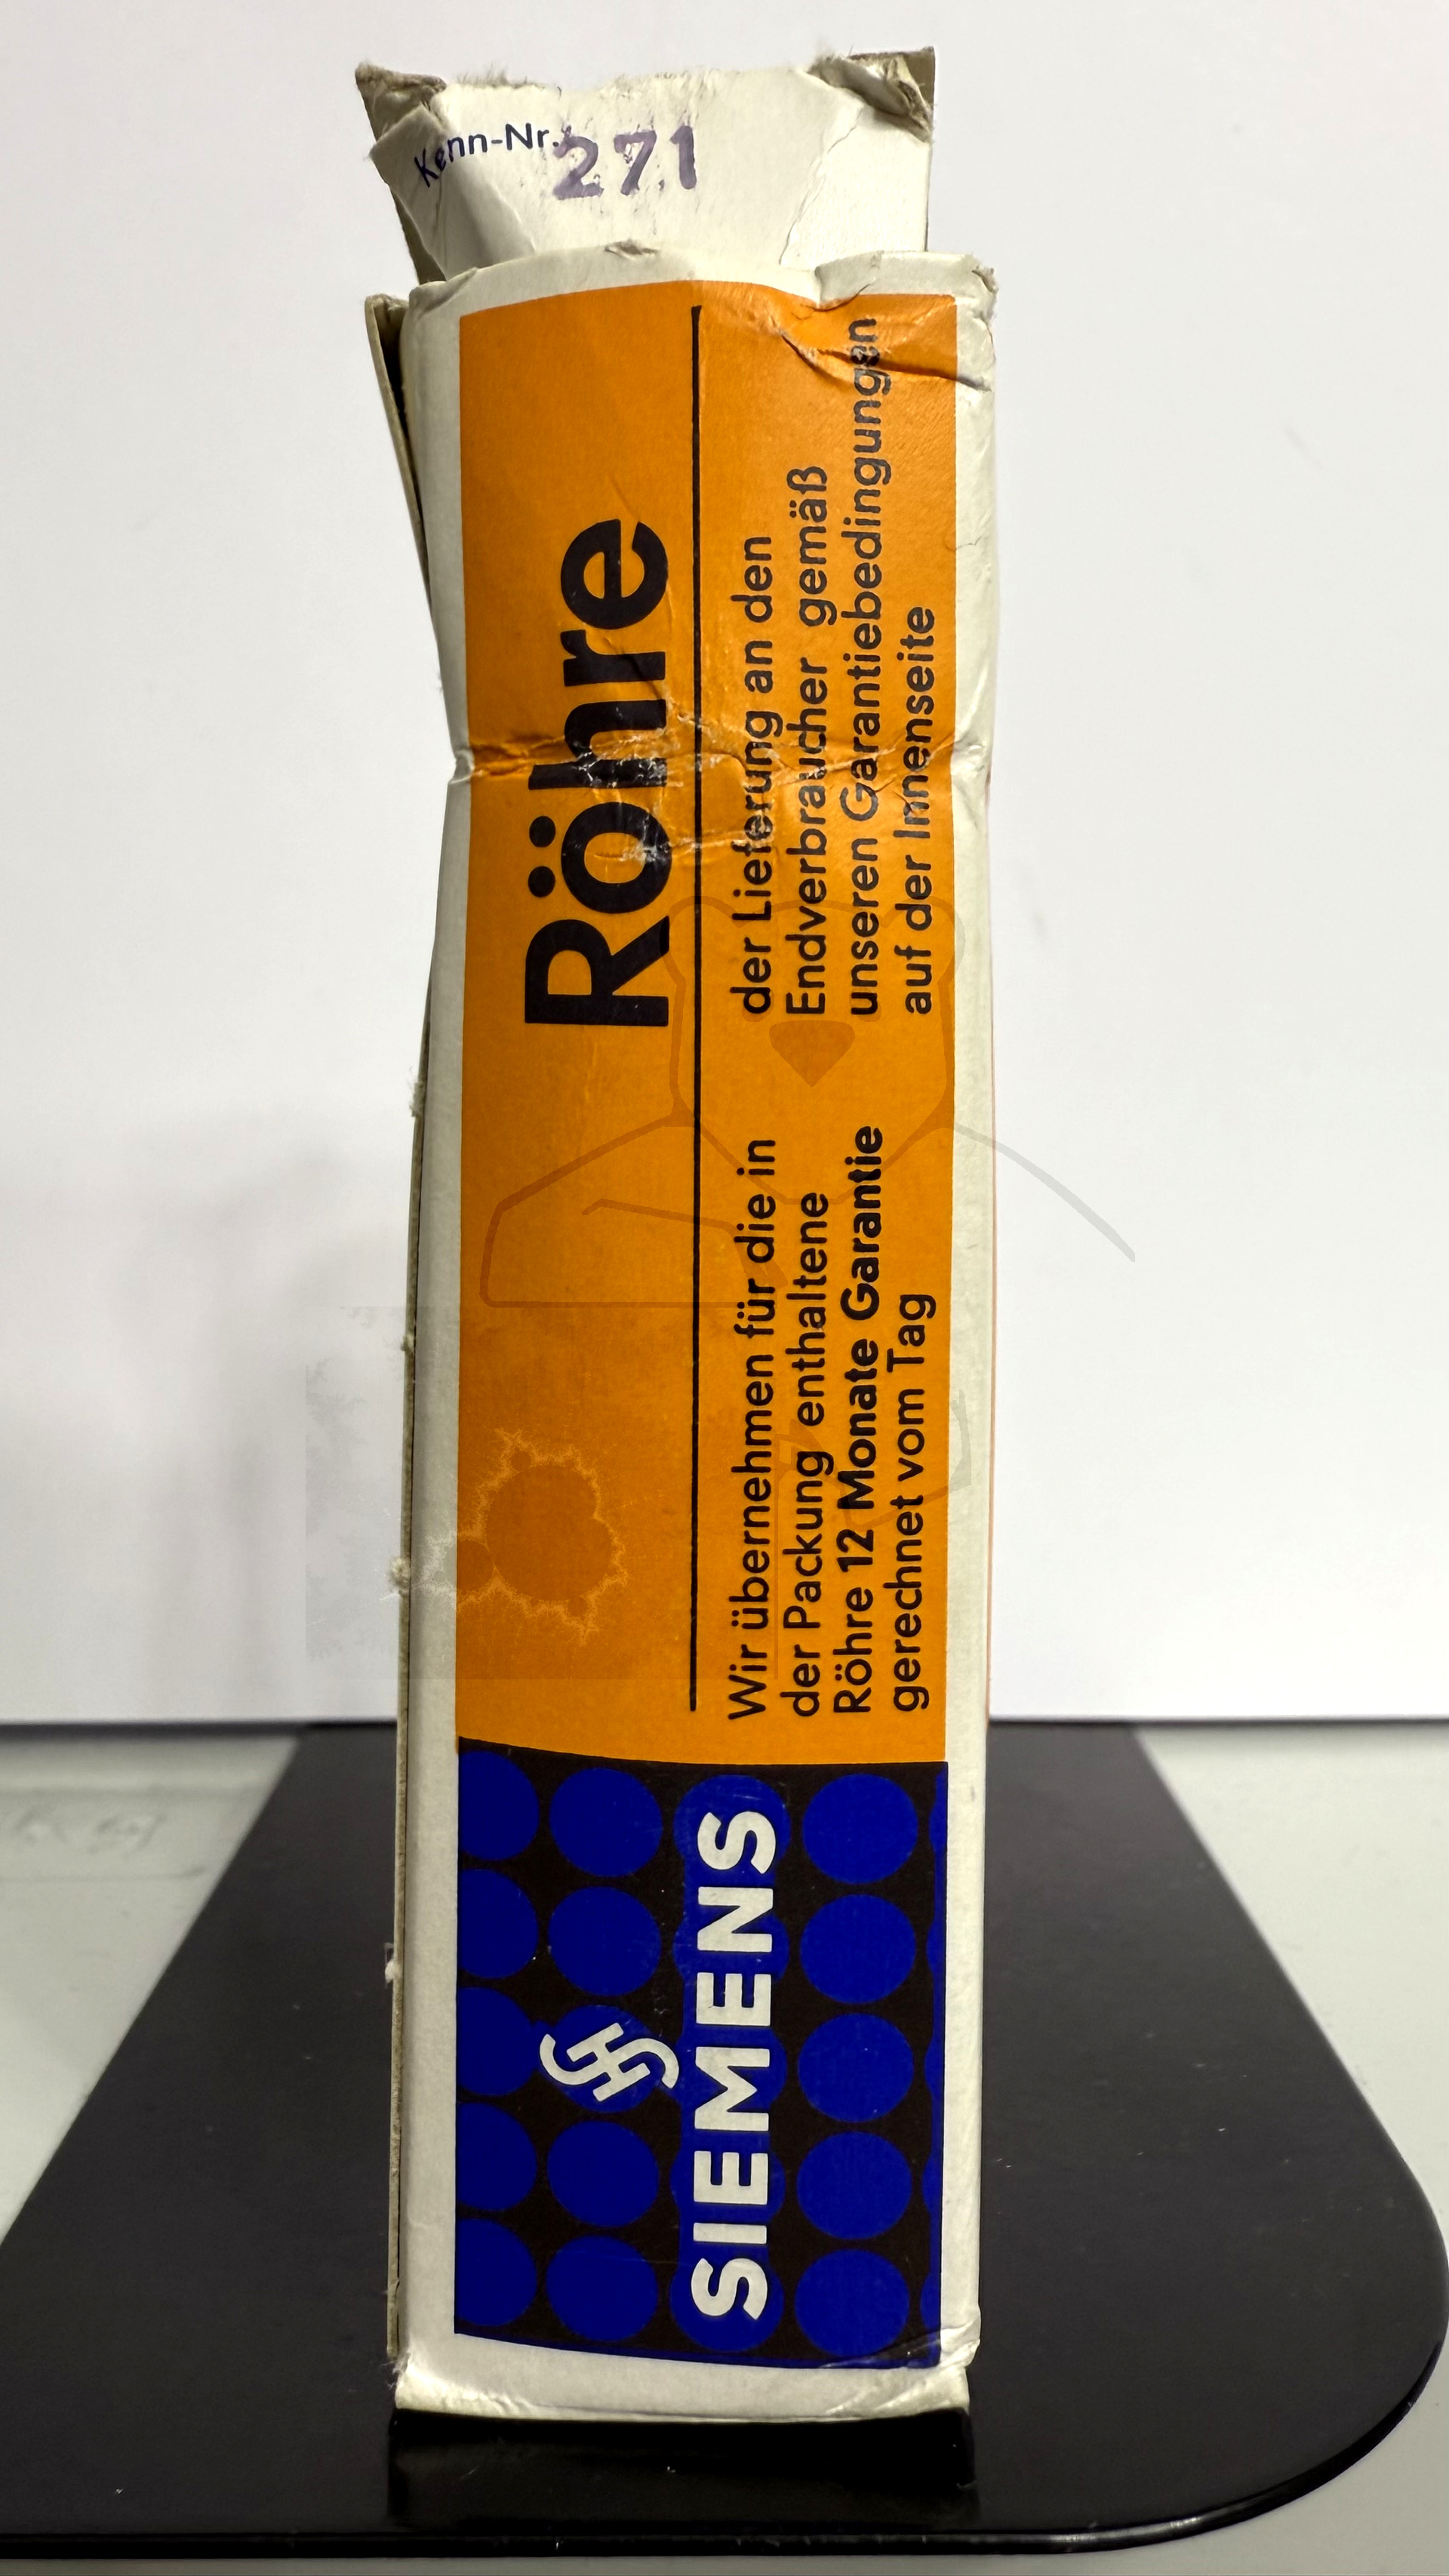 Kenn-Nr. 271
Röhre
Wir übernehmen für die in
der Packung enthaltene
Röhre 12 Monate Garantie
gerechnet vom Tag
der Lieferung an den
Endverbraucher gemäß
unseren Garantiebedingungen
auf der Innenseite
SIEMENS